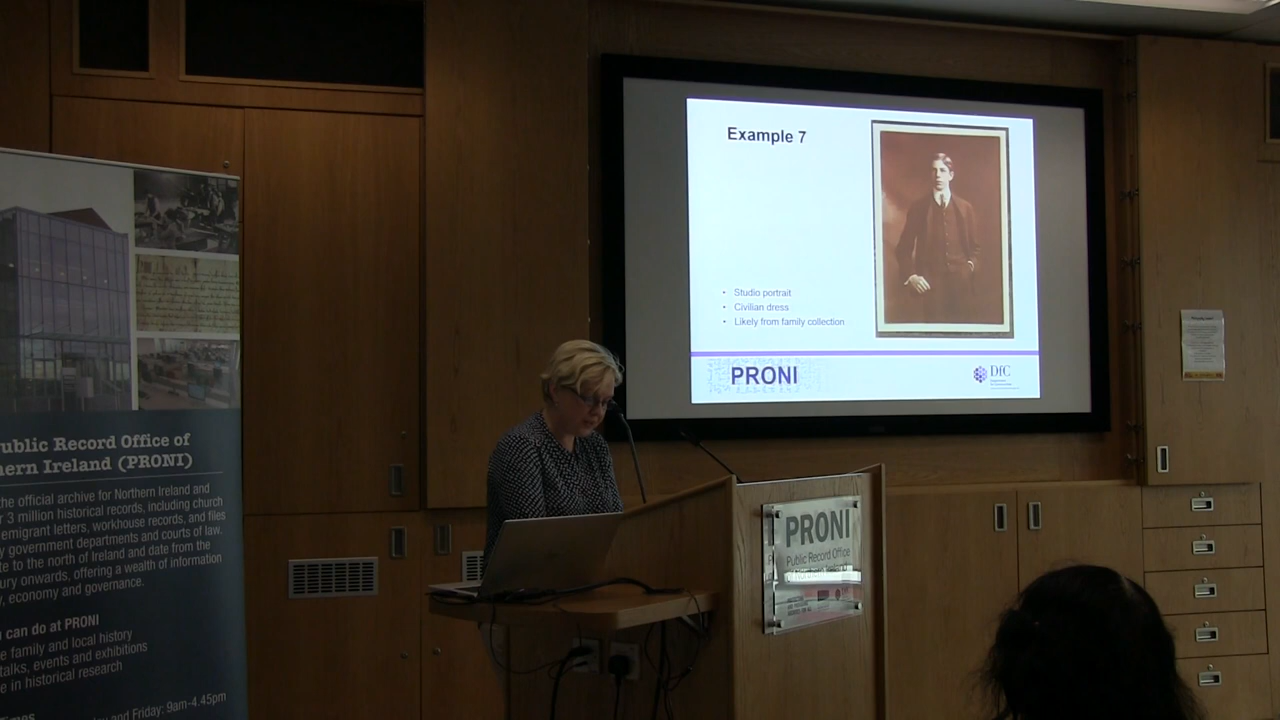 Example 7
• Studio portrait
• Civilian dress
• Likely from family collection
PRONI
DfC
PRONI
Public Record Office
ublic Record Office of
hern Ireland (PRONI)
the official archive for Northern Ireland and
r 3 million historical records, including church
emigrant letters, workhouse records, and files
y government departments and courts of law.
te to the north of Ireland and date from the
ury onwards, offering a wealth of information
y, economy and governance.
can do at PRONI
e family and local history
talks, events and exhibitions
e in historical research
y and Friday: 9am-4.45pm